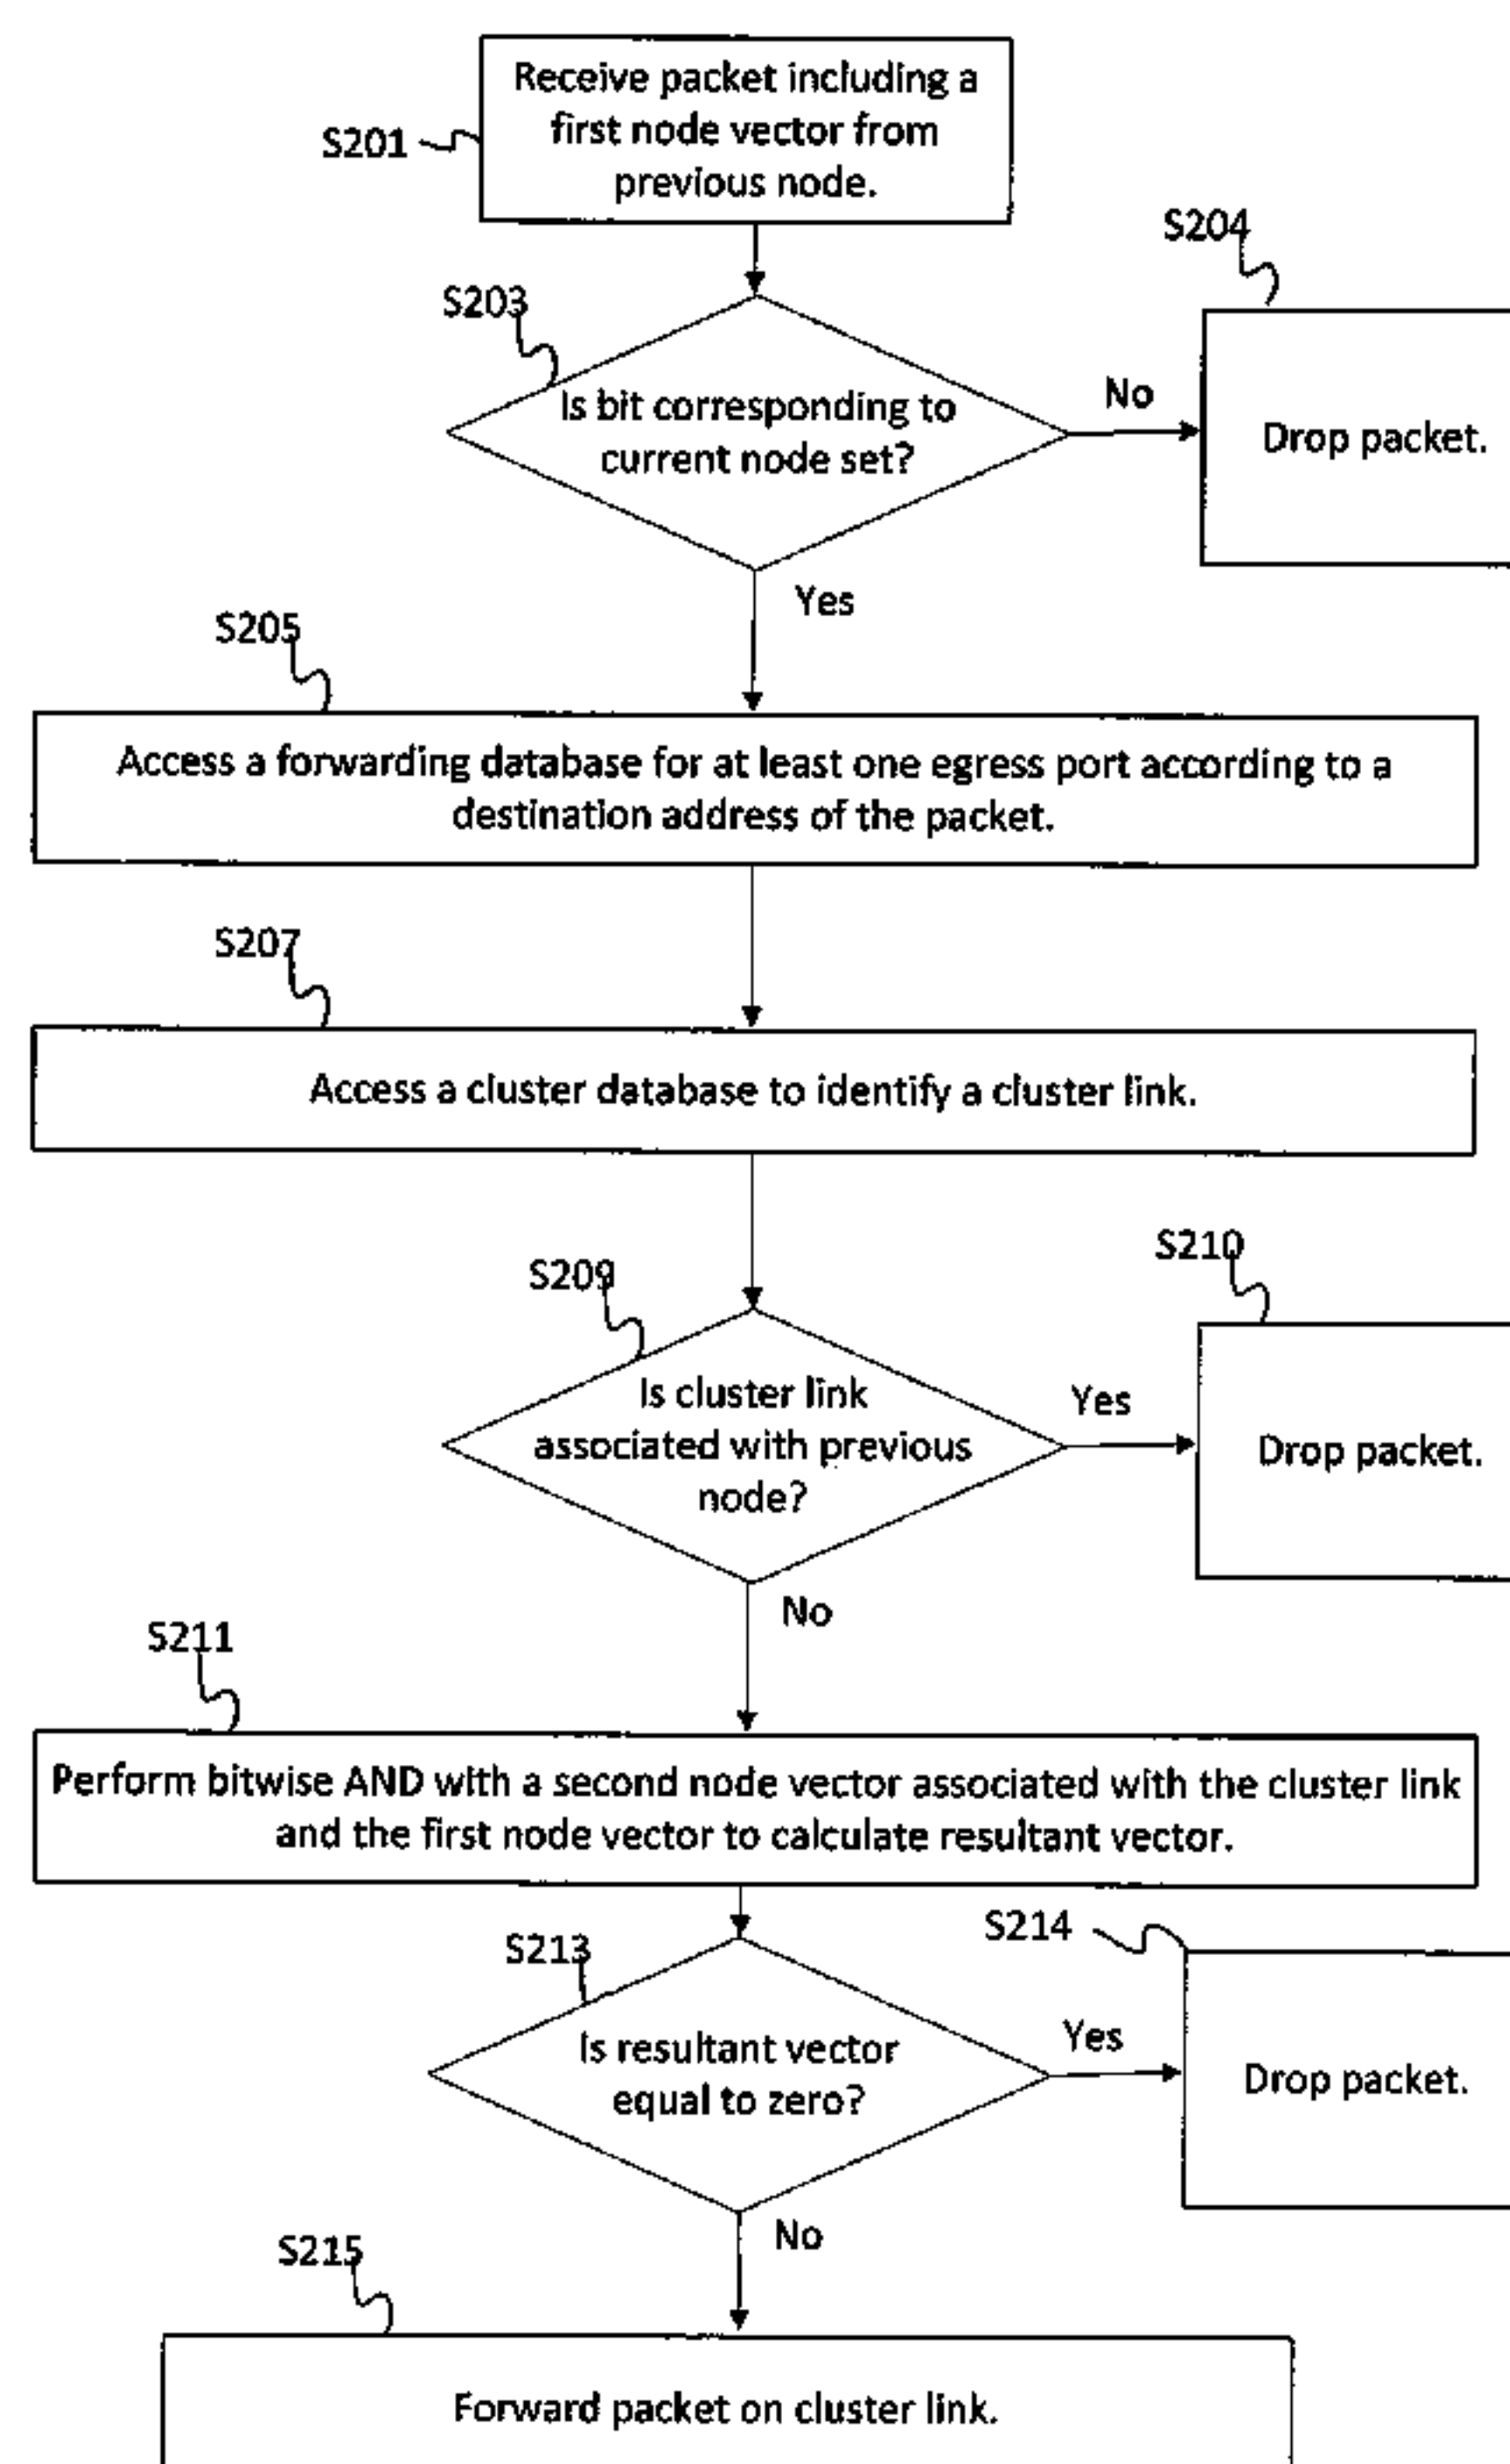 Receive packet including a
first node vector from
previous node.
S201
S204
S203
Is bit corresponding to
current node set?
No
Drop packet.
Yes
S205
Access a forwarding database for at least one egress port according to a
destination address of the packet.
S207
Access a cluster database to identify a cluster link.
S210
S209
Is cluster link
associated with previous
node?
Yes
Drop packet.
No
S211
Perform bitwise AND with a second node vector associated with the cluster link
and the first node vector to calculate resultant vector.
S214
S213
Is resultant vector
equal to zero?
Yes
Drop packet.
No
S215
Forward packet on cluster link.